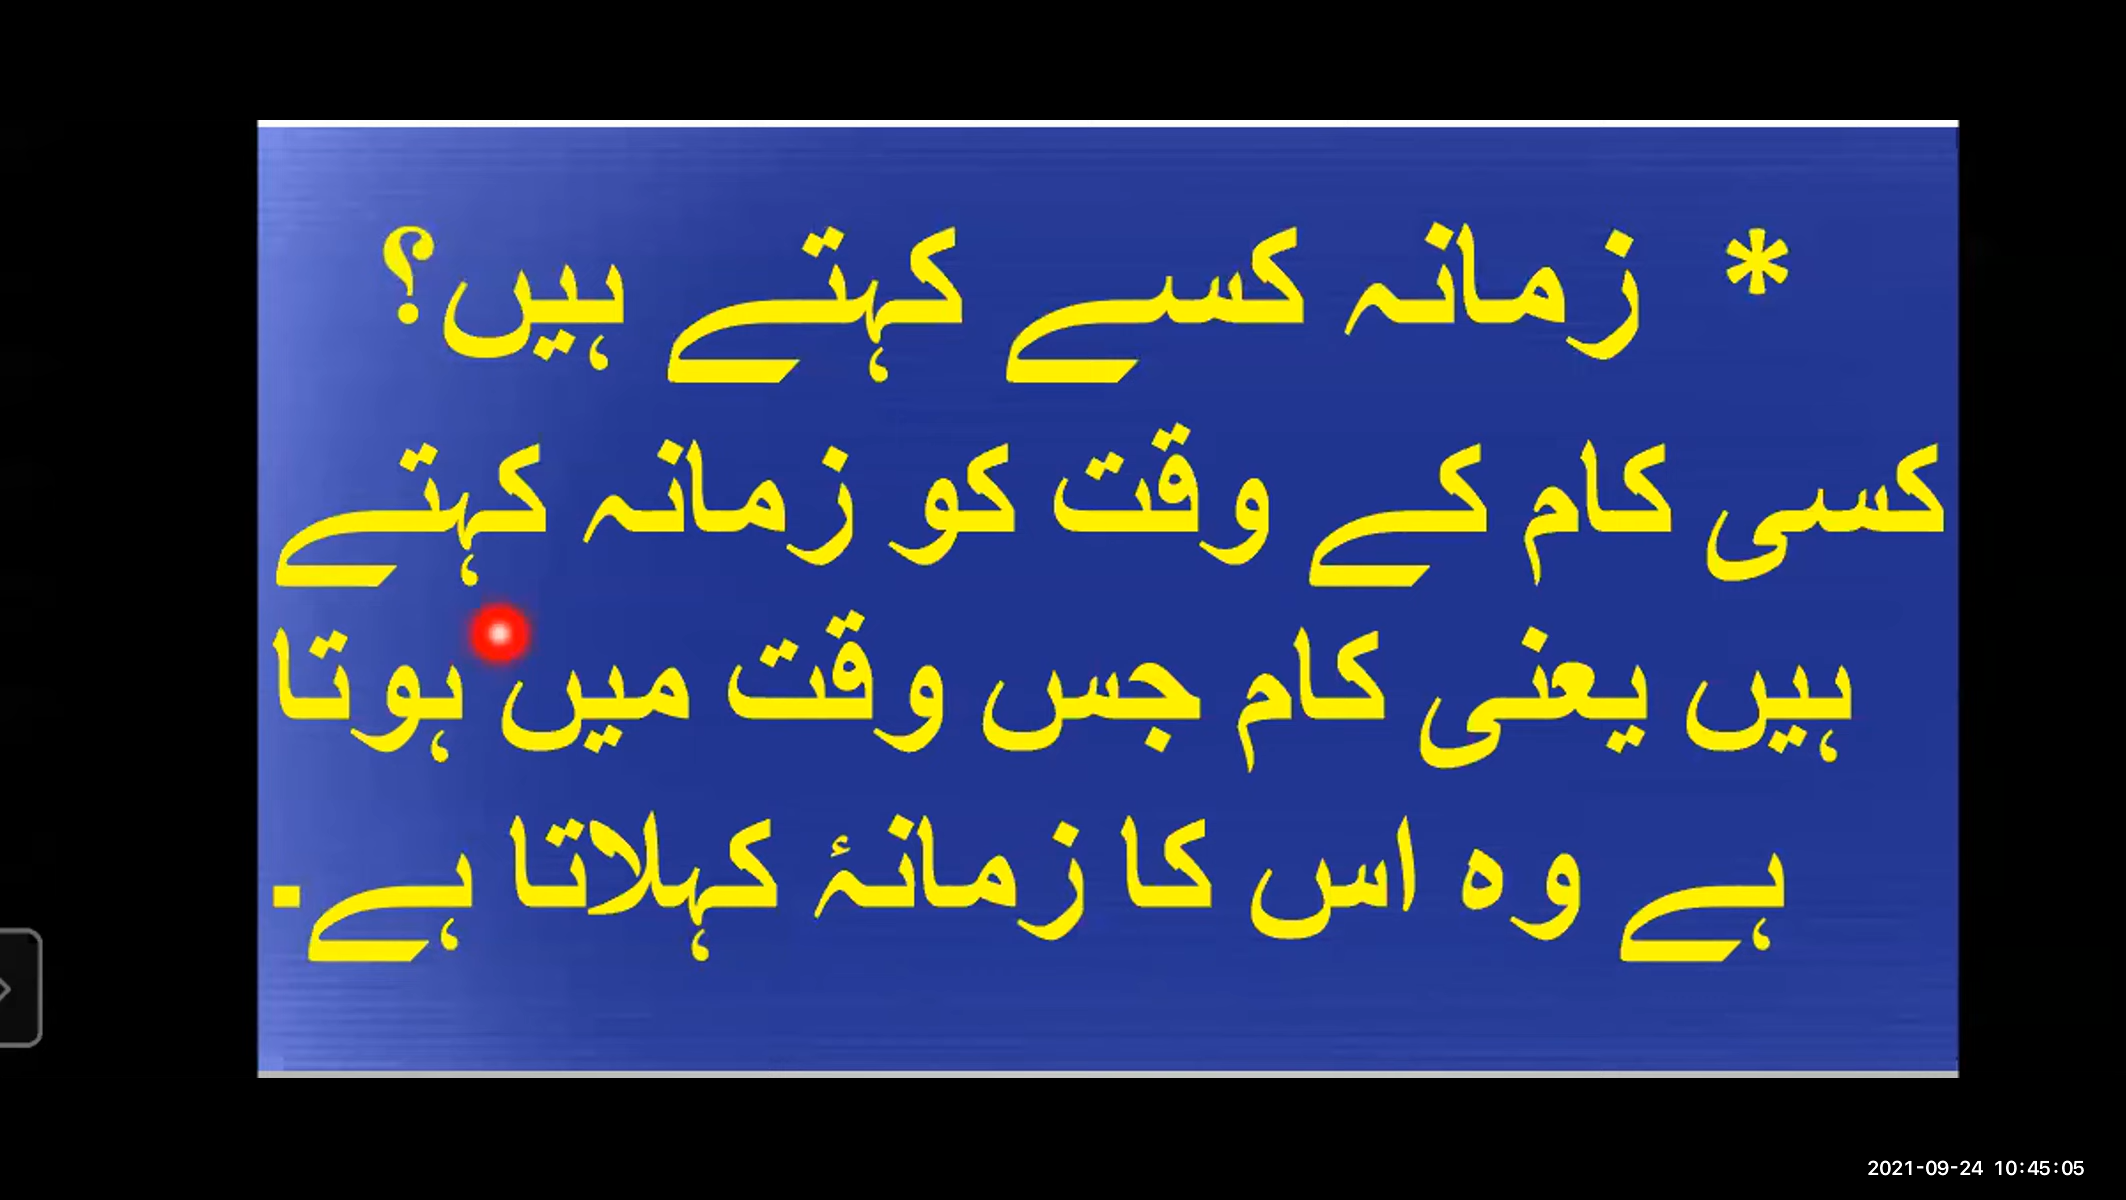 * زمانہ کسے کہتے ہیں؟
کسی کام کے وقت کو زمانہ کہتے
ہیں یعنی کام جس وقت میں ہوتا
ہے وہ اس کا زمانۂ کہلاتا ہے.
2021-09-24 10:45:05